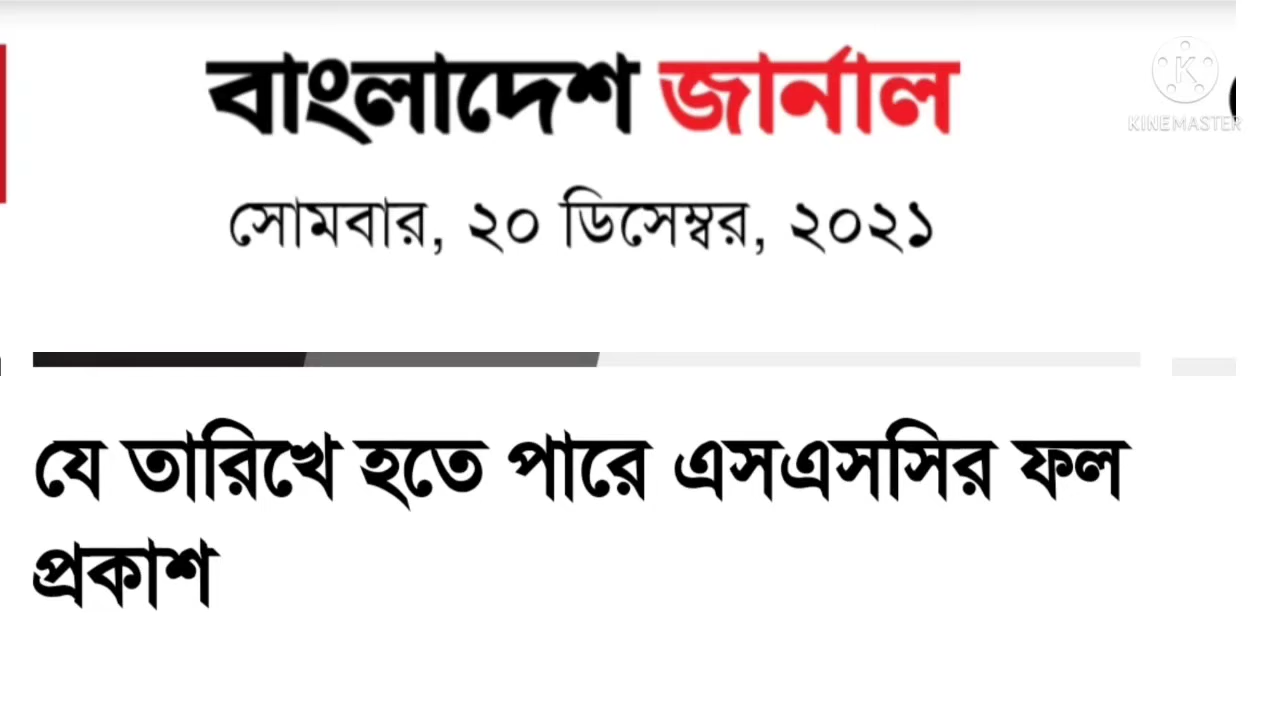 বাংলাদেশ জার্নাল
KINEMASTER
সোমবার, ২০ ডিসেম্বর, ২০২১
যে তারিখে হতে পারে এসএসসির ফল
প্রকাশ